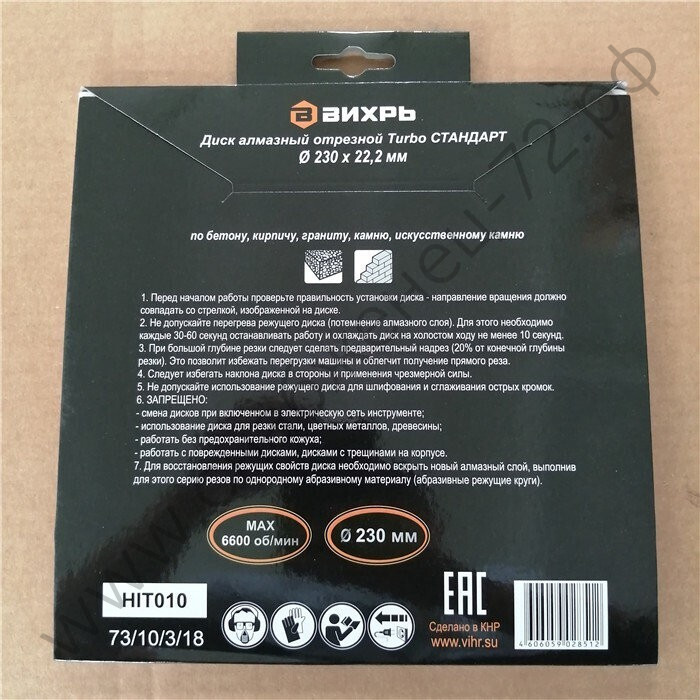 ВИХРЬ
Диск алмазный отрезной Turbo СТАНДАРТ
Ø 230 x 22,2 мм
по бетону, кирпичу, граниту, камню, искусственному камню
1. Перед началом работы проверьте правильность установки диска - направление вращения должно
совпадать со стрелкой, изображенной на диске.
2. Не допускайте перегрева режущего диска (потемнение алмазного слоя). Для этого необходимо
каждые 30-60 секунд останавливать работу и охлаждать диск на холостом ходу не менее 10 секунд.
3. При большой глубине резки следует сделать предварительный надрез (20% от конечной глубины
резки). Это позволит избежать перегрузки машины и облегчит получение прямого реза.
4. Следует избегать наклона диска в стороны и применения чрезмерной силы.
5. Не допускайте использование режущего диска для шлифования и сглаживания острых кромок.
6. ЗАПРЕЩЕНО:
- смена дисков при включенном в электрическую сеть инструменте;
- использование диска для резки стали, цветных металлов, древесины;
- работать без предохранительного кожуха;
- работать с поврежденными дисками, дисками с трещинами на корпусе.
7. Для восстановления режущих свойств диска необходимо вскрыть новый алмазный слой, выполнив
для этого серию резов по однородному абразивному материалу (абразивные режущие круги).
MAX
6600 об/мин
Ø 230 мм
HIT010
73/10/3/18
EAC
Сделано в КНР
www.vihr.su
4 606059 028512